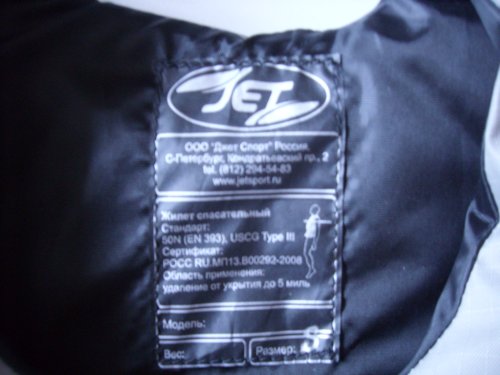 JET
ООО "Джет Спорт" Россия.
С-Петербург, Кондратьевский пр., 2
tel. (812) 294-54-83
www.jetsport.ru
Жилет спасательный
Стандарт:
50N (EN 393), USCG Type III
Сертификат:
РОСС RU.МП13.В00292-2008
Область применения:
удаление от укрытия до 5 миль
Модель:
Вес:
Размер: S